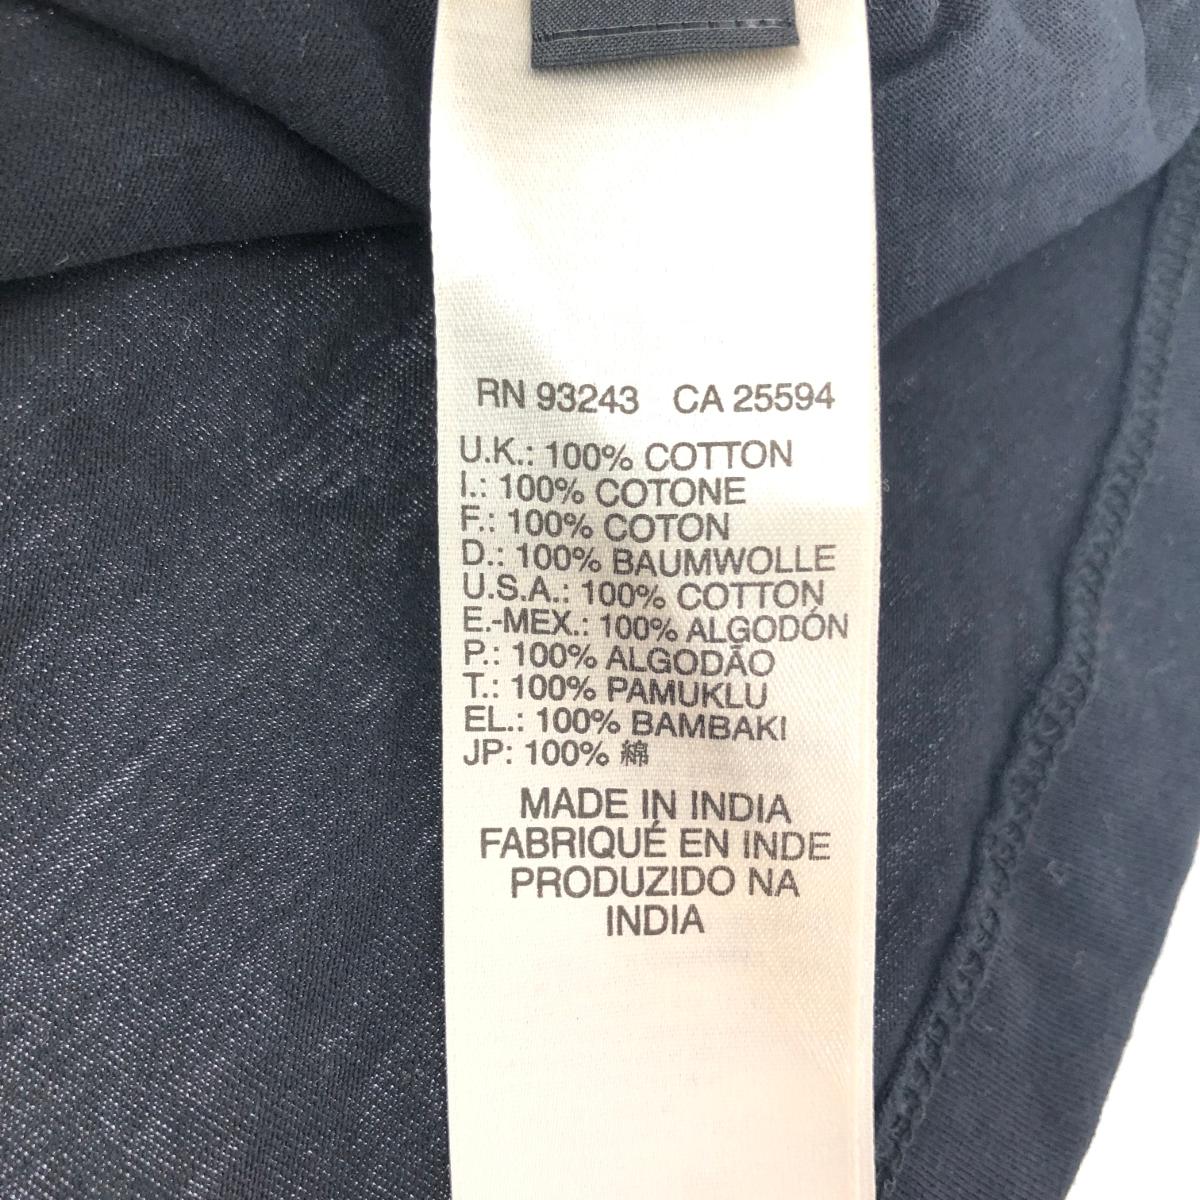 RN 93243 CA 25594
U.K.: 100% COTTON
I.: 100% COTONE
F.: 100% COTON
D.: 100% BAUMWOLLE
U.S.A.: 100% COTTON
E.-MEX.: 100% ALGODÓN
P.: 100% ALGODÃO
T.: 100% PAMUKLU
EL.: 100% BAMBAKI
JP: 100% 綿
MADE IN INDIA
FABRIQUÉ EN INDE
PRODUZIDO NA
INDIA